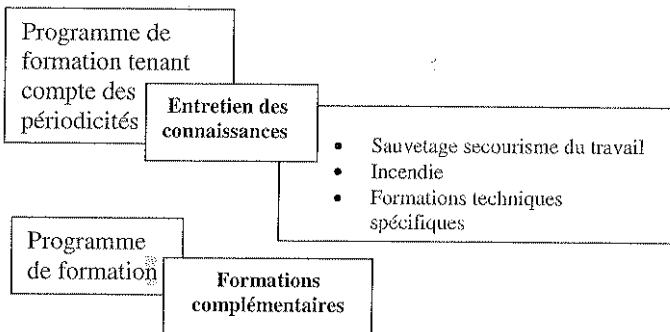 Programme de
formation tenant
compte des
périodicités
Entretien des
connaissances
• Sauvetage secourisme du travail
• Incendie
• Formations techniques
spécifiques
Programme
de formation
Formations
complémentaires